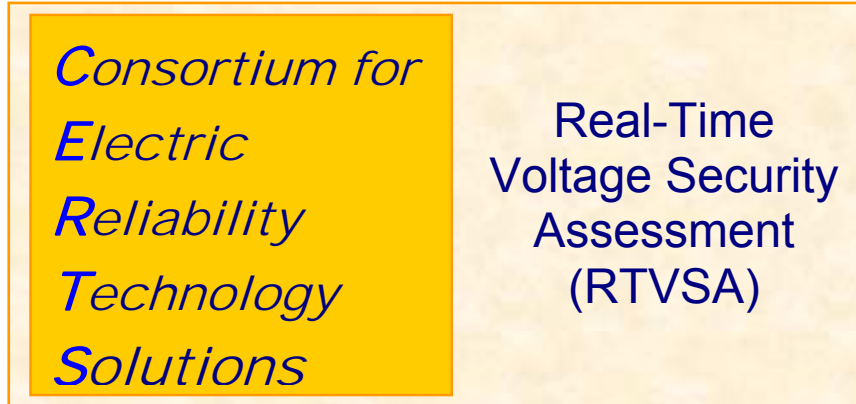 Consortium for
Electric
Reliability
Technology
Solutions
Real-Time
Voltage Security
Assessment
(RTVSA)